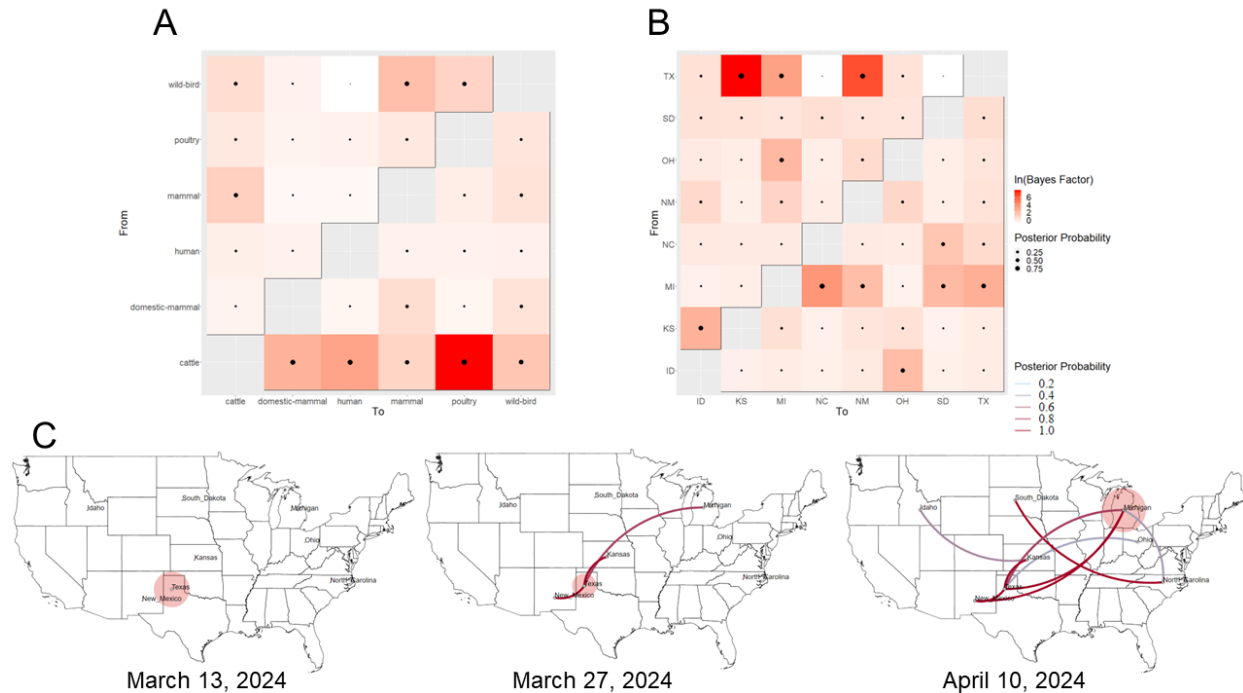 A
wild-bird
poultry
mammal
human
domestic-mammal
cattle
From
cattle
domestic-mammal
human
mammal
poultry
wild-bird
To
B
TX
SD
OH
NM
NC
MI
KS
ID
From
ID
KS
MI
NC
NM
OH
SD
TX
To
ln(Bayes Factor)
6
4
2
0
Posterior Probability
0.25
0.50
0.75
Posterior Probability
0.2
0.4
0.6
0.8
1.0
C
South_Dakota
Idaho
Michigan
Ohio
Kansas
North_Carolina
Texas
New_Mexico
March 13, 2024
South_Dakota
Idaho
Michigan
Ohio
Kansas
North_Carolina
Texas
New_Mexico
March 27, 2024
South_Dakota
Idaho
Michigan
Ohio
Kansas
North_Carolina
Texas
New_Mexico
April 10, 2024